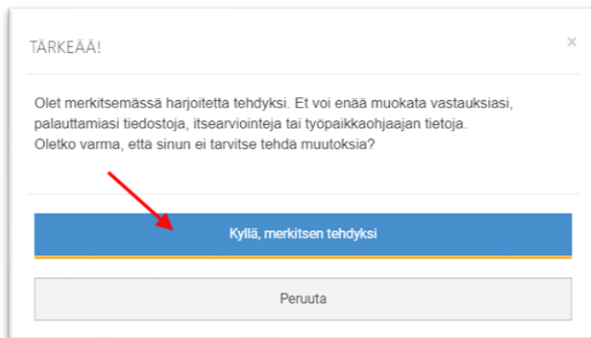 TÄRKEÄÄ!
×
Olet merkitsemässä harjoitetta tehdyksi. Et voi enää muokata vastauksiasi,
palauttamiasi tiedostoja, itsearviointeja tai työpaikkaohjaajan tietoja.
Oletko varma, että sinun ei tarvitse tehdä muutoksia?
Kyllä, merkitsen tehdyksi
Peruuta